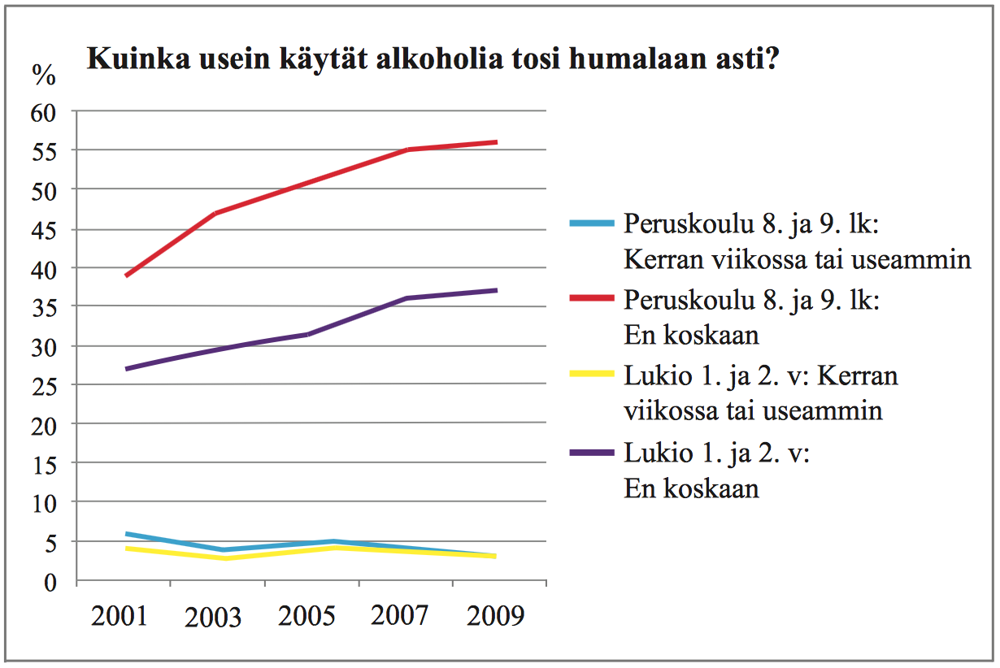 Kuinka usein käytät alkoholia tosi humalaan asti?
%
60
55
50
45
40
35
30
25
20
15
10
5
0
2001 2003 2005 2007 2009
Peruskoulu 8. ja 9. lk:
Kerran viikossa tai useammin
Peruskoulu 8. ja 9. lk:
En koskaan
Lukio 1. ja 2. v: Kerran
viikossa tai useammin
Lukio 1. ja 2. v:
En koskaan